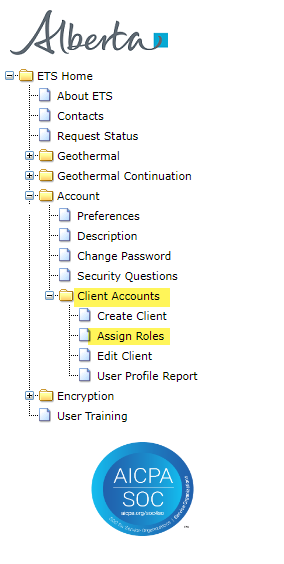 Alberta
ETS Home
About ETS
Contacts
Request Status
Geothermal
Geothermal Continuation
Account
Preferences
Description
Change Password
Security Questions
Client Accounts
Create Client
Assign Roles
Edit Client
User Profile Report
Encryption
User Training
AICPA
SOC
aicpa.org/soc4so
SOC for Service Organizations | Service Organizations
TM